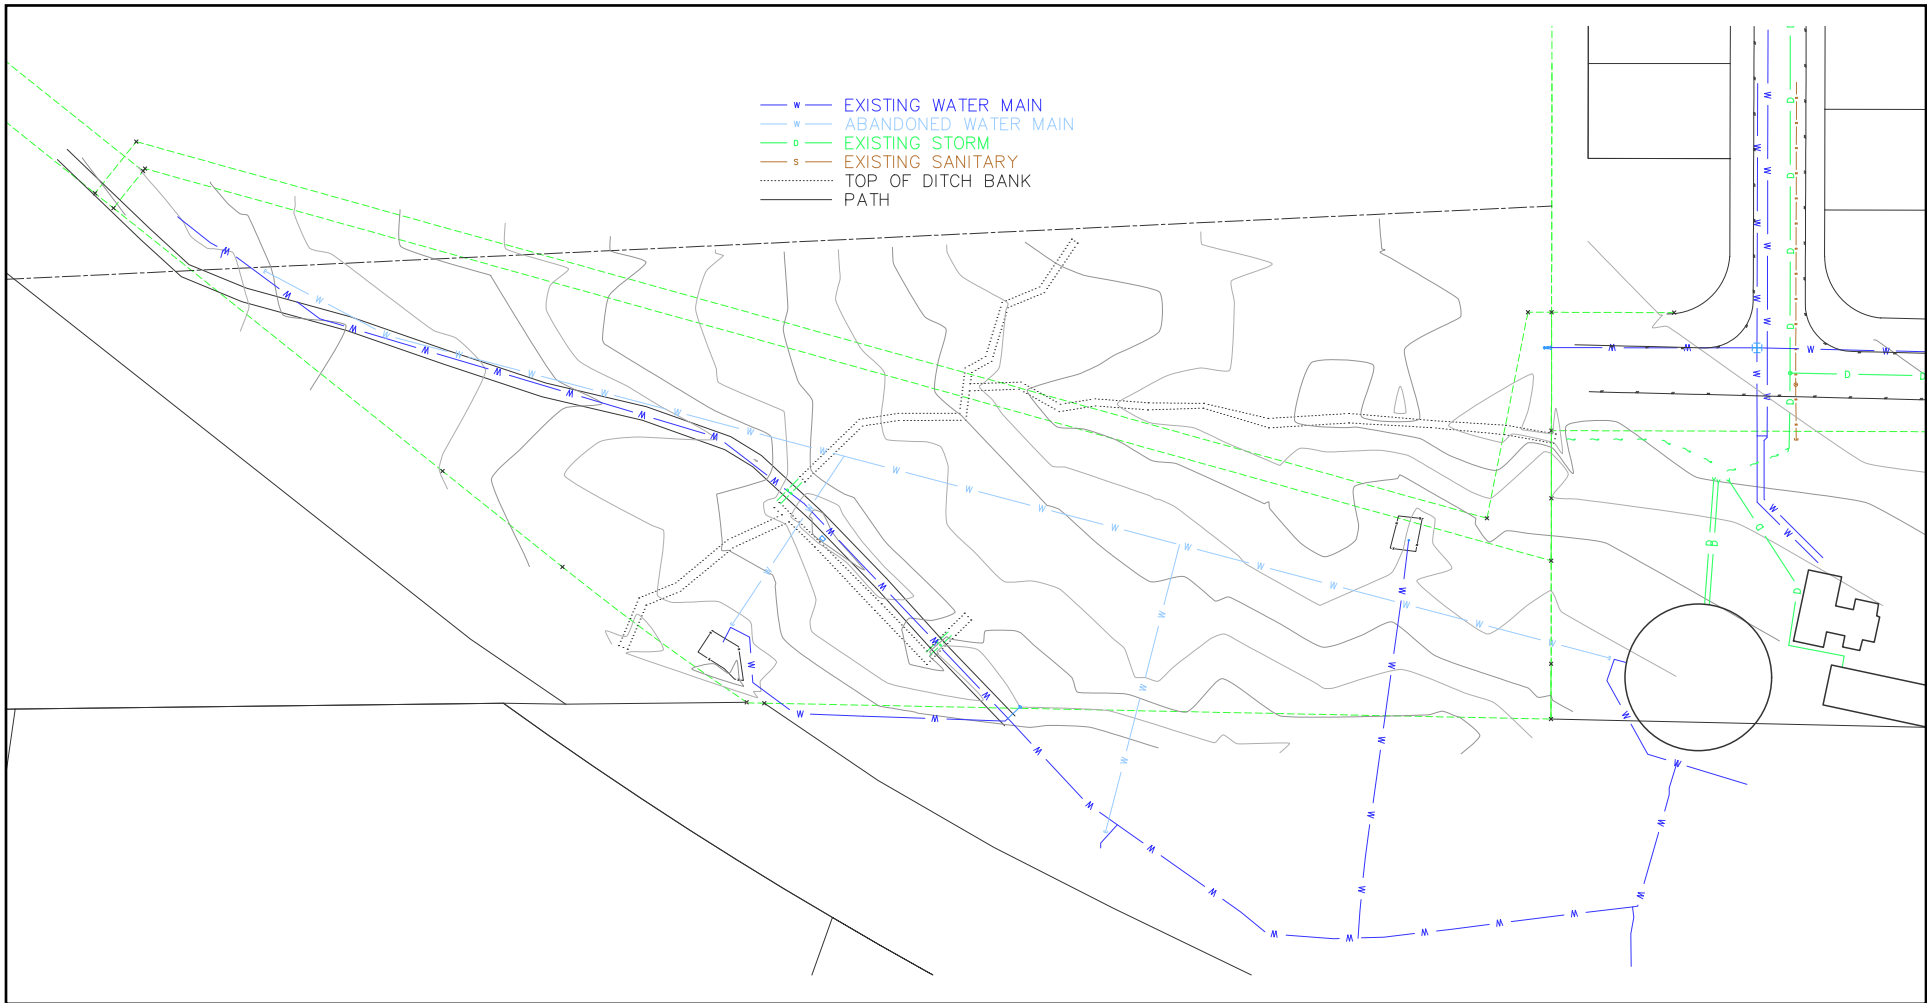 W EXISTING WATER MAIN
W ABANDONED WATER MAIN
D EXISTING STORM
S EXISTING SANITARY
TOP OF DITCH BANK
PATH